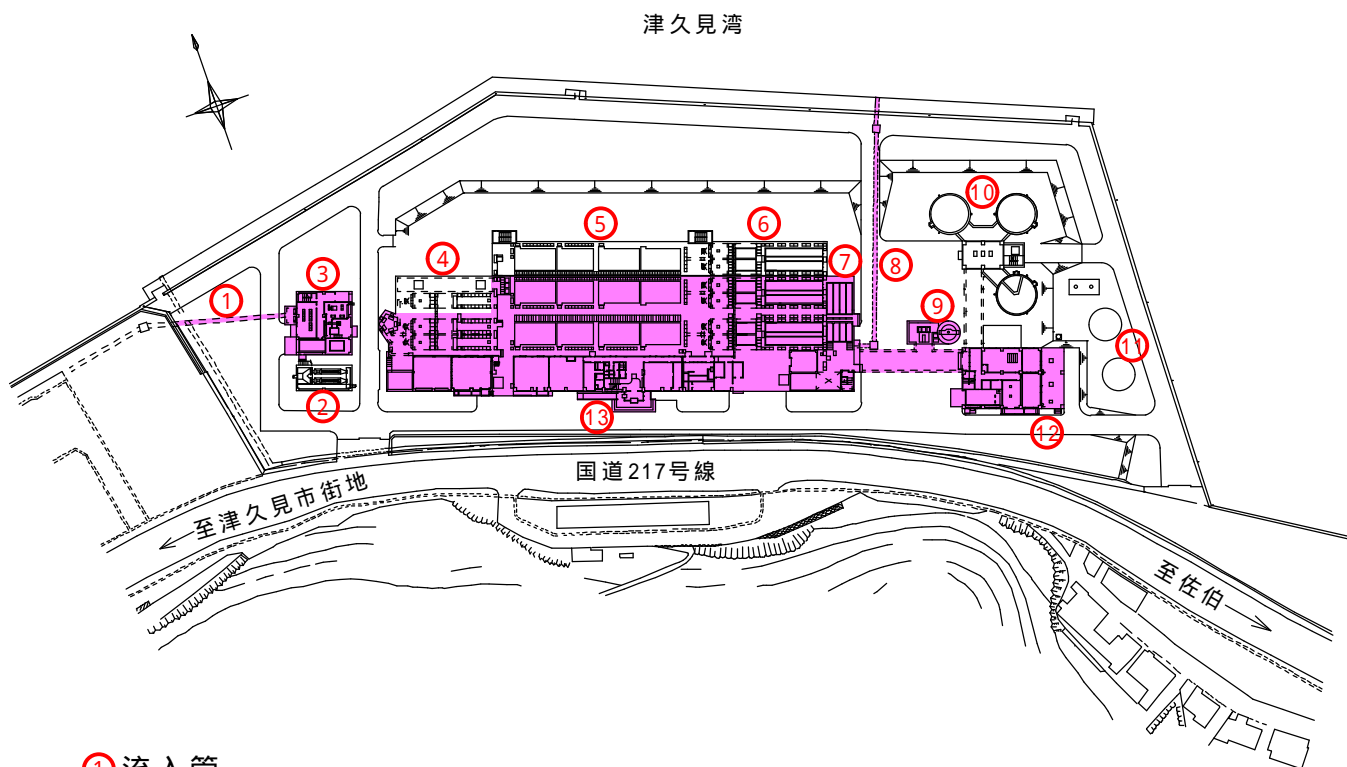 津久見湾
⑩
⑤ ⑥
④ ⑦ ⑧
③
① ⑨
⑪
②
⑬ ⑫
国道217号線
至津久見市街地
至佐伯
① 流入管